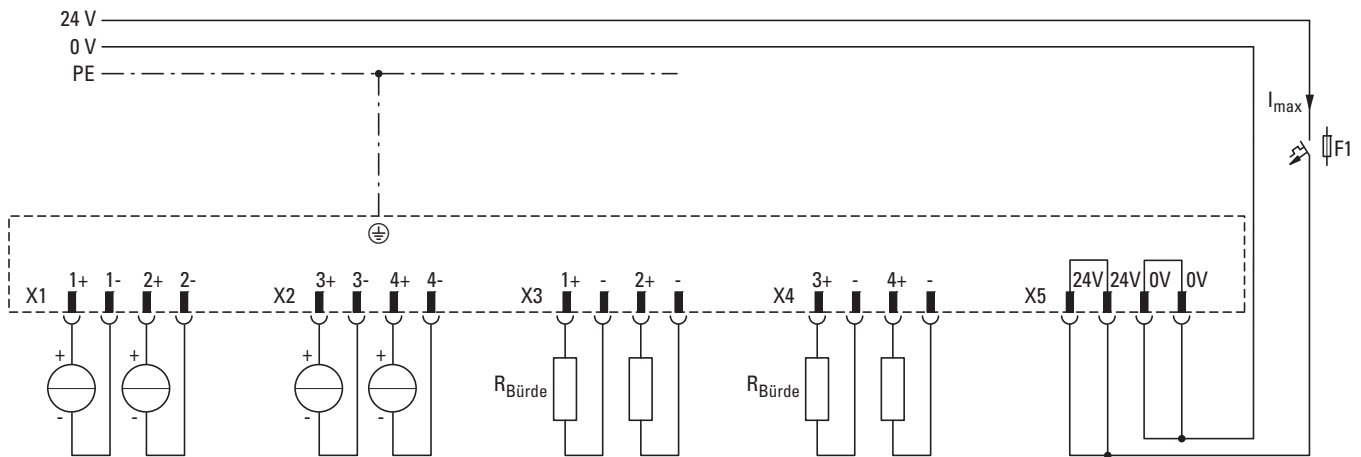 24 V
0 V
PE
Imax
F1
X1 1+ 1- 2+ 2- X2 3+ 3- 4+ 4- X3 1+ - 2+ - X4 3+ - 4+ - X5 24V 24V 0V 0V
+ + + + RBürde RBürde
- - - -